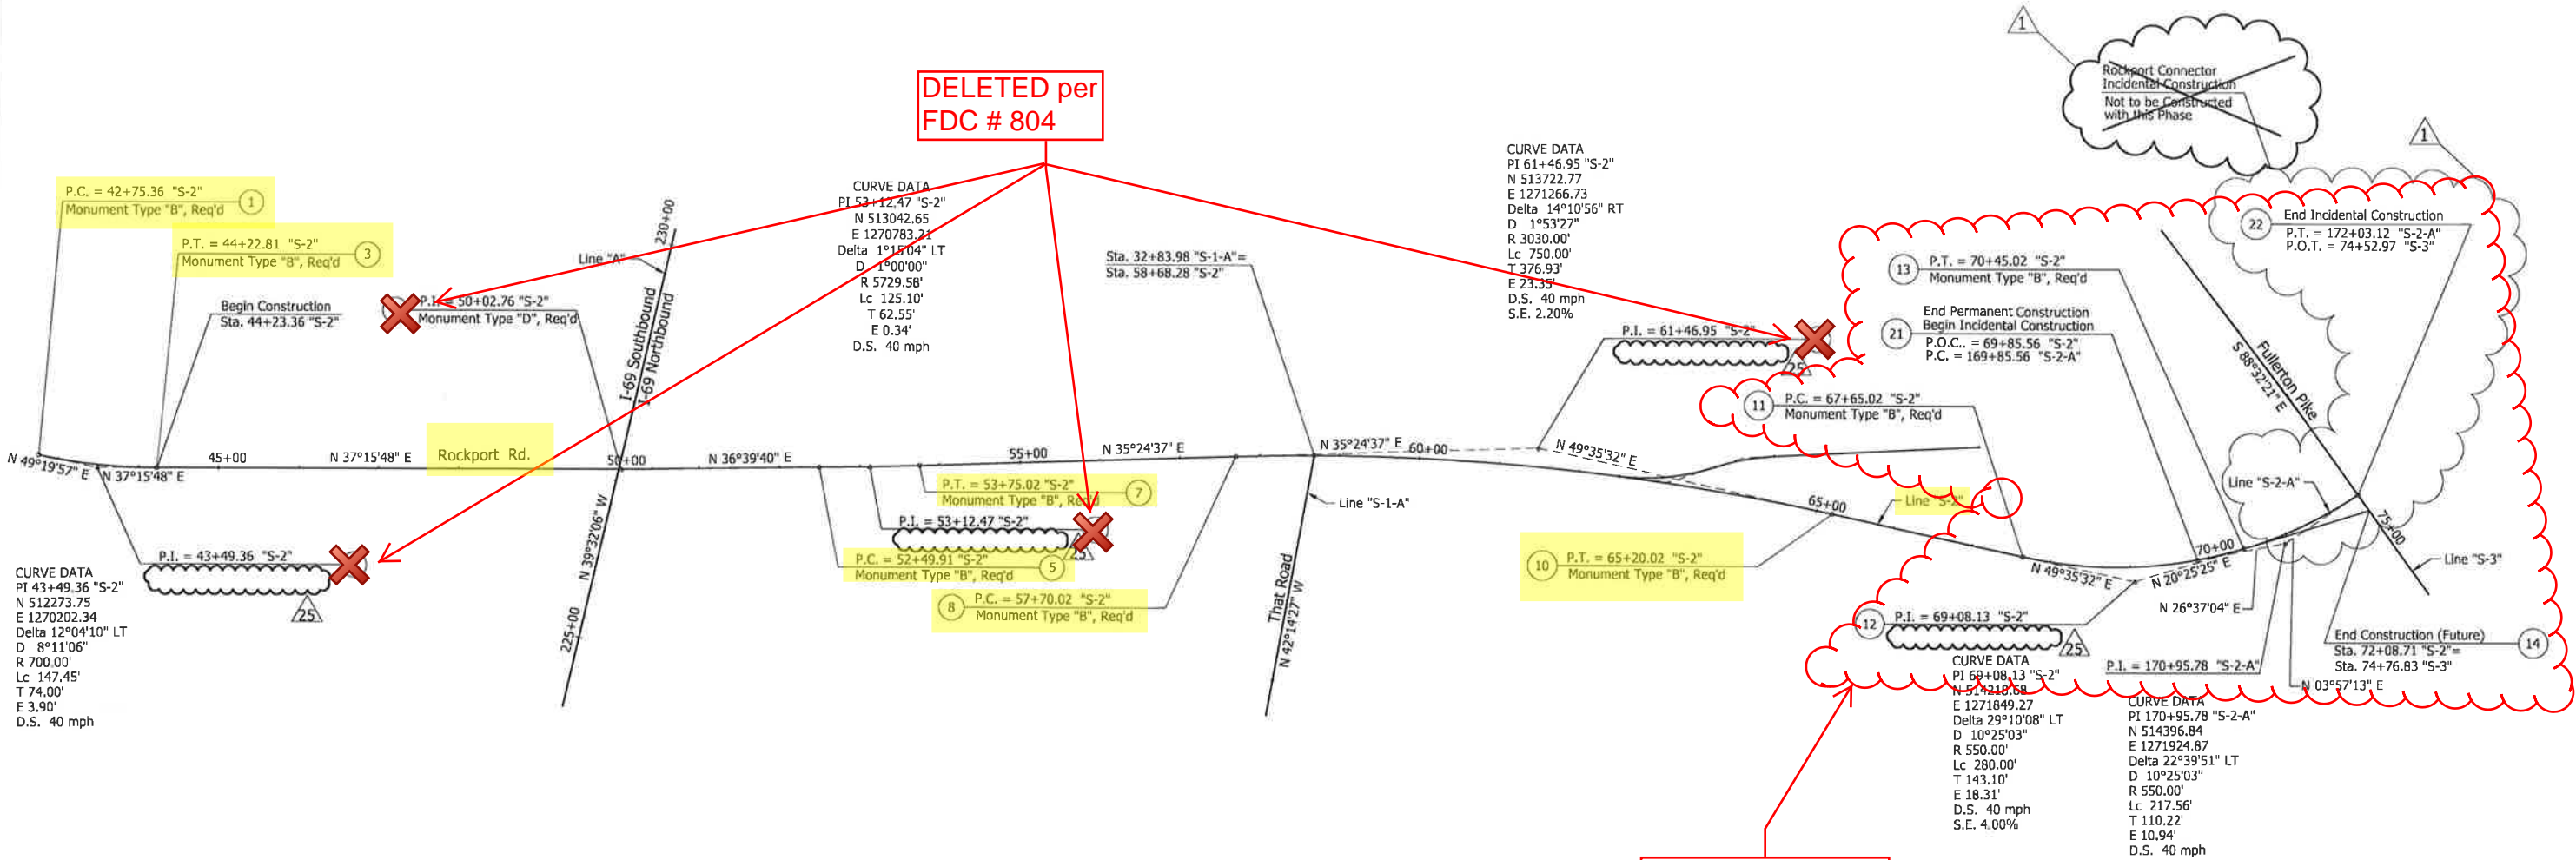 1
Rockport Connector
Incidental Construction
Not to be Constructed
with this Phase
1
DELETED per
FDC # 804
P.C. = 42+75.36 "S-2"
Monument Type "B", Req'd
1
P.T. = 44+22.81 "S-2"
Monument Type "B", Req'd
3
Begin Construction
Sta. 44+23.36 "S-2"
P.I. = 50+02.76 "S-2"
Monument Type "D", Req'd
Line "A"
230+00
I-69 Southbound
I-69 Northbound
CURVE DATA
PI 53+12.47 "S-2"
N 513042.65
E 1270783.21
Delta 1°15'04" LT
D 1°00'00"
R 5729.58'
Lc 125.10'
T 62.55'
E 0.34'
D.S. 40 mph
Sta. 32+83.98 "S-1-A"=
Sta. 58+68.28 "S-2"
CURVE DATA
PI 61+46.95 "S-2"
N 513722.77
E 1271266.73
Delta 14°10'56" RT
D 1°53'27"
R 3030.00'
Lc 750.00'
T 376.93'
E 23.35'
D.S. 40 mph
S.E. 2.20%
P.I. = 61+46.95 "S-2"
25
22
End Incidental Construction
P.T. = 172+03.12 "S-2-A"
P.O.T. = 74+52.97 "S-3"
13
P.T. = 70+45.02 "S-2"
Monument Type "B", Req'd
End Permanent Construction
Begin Incidental Construction
21
P.O.C.. = 69+85.56 "S-2"
P.C. = 169+85.56 "S-2-A"
Fullerton Pike
S 88°32'21" E
11
P.C. = 67+65.02 "S-2"
Monument Type "B", Req'd
N 49°19'57" E
N 37°15'48" E
45+00
N 37°15'48" E
Rockport Rd.
50+00
N 36°39'40" E
55+00
N 35°24'37" E
N 35°24'37" E
60+00
N 49°35'32" E
65+00
Line "S-2"
Line "S-2-A"
75+00
P.T. = 53+75.02 "S-2"
Monument Type "B", Req'd
7
P.I. = 53+12.47 "S-2"
25
P.C. = 52+49.91 "S-2"
Monument Type "B", Req'd
5
8
P.C. = 57+70.02 "S-2"
Monument Type "B", Req'd
Line "S-1-A"
That Road
N 42°14'27" W
N 39°32'06" W
225+00
P.I. = 43+49.36 "S-2"
25
CURVE DATA
PI 43+49.36 "S-2"
N 512273.75
E 1270202.34
Delta 12°04'10" LT
D 8°11'06"
R 700.00'
Lc 147.45'
T 74.00'
E 3.90'
D.S. 40 mph
10
P.T. = 65+20.02 "S-2"
Monument Type "B", Req'd
70+00
N 49°35'32" E
N 20°25'25" E
N 26°37'04" E
Line "S-3"
12
P.I. = 69+08.13 "S-2"
25
P.I. = 170+95.78 "S-2-A"
N 03°57'13" E
End Construction (Future)
Sta. 72+08.71 "S-2"=
Sta. 74+76.83 "S-3"
14
CURVE DATA
PI 69+08.13 "S-2"
N 514218.68
E 1271849.27
Delta 29°10'08" LT
D 10°25'03"
R 550.00'
Lc 280.00'
T 143.10'
E 18.31'
D.S. 40 mph
S.E. 4.00%
CURVE DATA
PI 170+95.78 "S-2-A"
N 514396.84
E 1271924.87
Delta 22°39'51" LT
D 10°25'03"
R 550.00'
Lc 217.56'
T 110.22'
E 10.94'
D.S. 40 mph